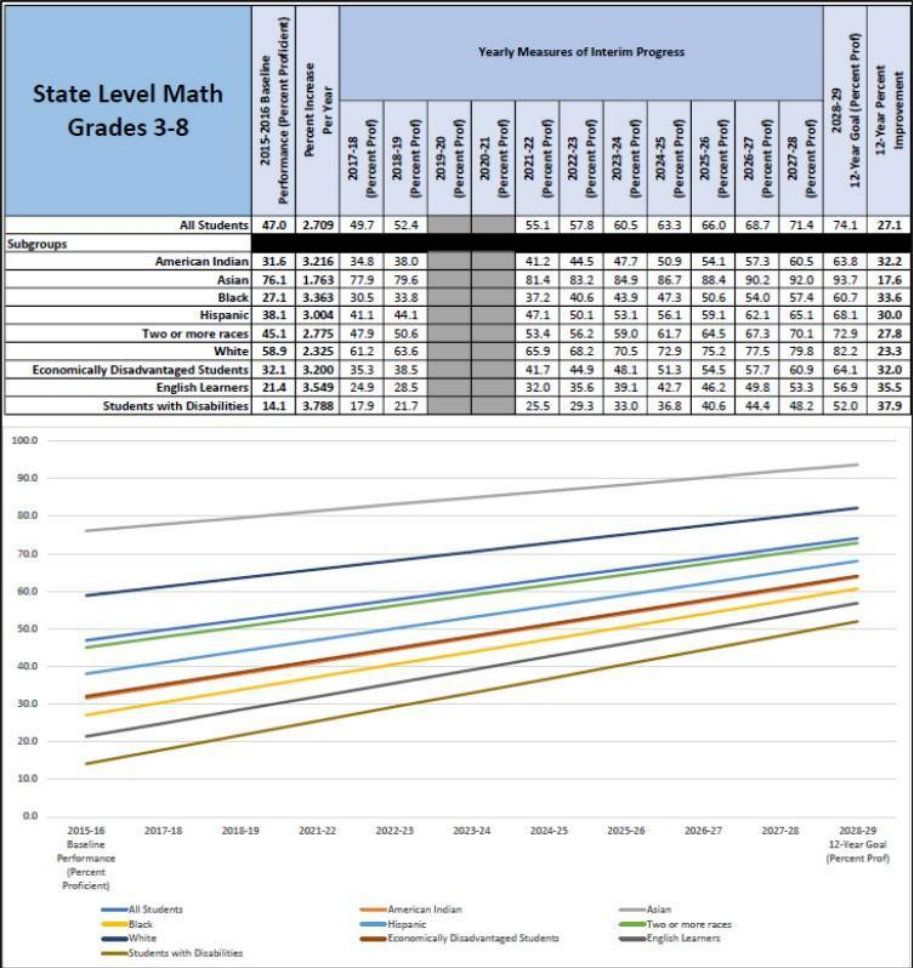 State Level Math
Grades 3-8
2015-2016 Baseline
Performance (Percent Proficient)
Percent Increase
Per Year
Yearly Measures of Interim Progress
2017-18
(Percent Prof)
2018-19
(Percent Prof)
2019-20
(Percent Prof)
2020-21
(Percent Prof)
2021-22
(Percent Prof)
2022-23
(Percent Prof)
2023-24
(Percent Prof)
2024-25
(Percent Prof)
2025-26
(Percent Prof)
2026-27
(Percent Prof)
2027-28
(Percent Prof)
2028-29
12-Year Goal (Percent Prof)
12-Year Percent
Improvement
All Students 47.0 2.709 49.7 52.4 55.1 57.8 60.5 63.3 66.0 68.7 71.4 74.1 27.1
Subgroups
American Indian 31.6 3.216 34.8 38.0 41.2 44.5 47.7 50.9 54.1 57.3 60.5 63.8 32.2
Asian 76.1 1.763 77.9 79.6 81.4 83.2 84.9 86.7 88.4 90.2 92.0 93.7 17.6
Black 27.1 3.363 30.5 33.8 37.2 40.6 43.9 47.3 50.6 54.0 57.4 60.7 33.6
Hispanic 38.1 3.004 41.1 44.1 47.1 50.1 53.1 56.1 59.1 62.1 65.1 68.1 30.0
Two or more races 45.1 2.775 47.9 50.6 53.4 56.2 59.0 61.7 64.5 67.3 70.1 72.9 27.8
White 58.9 2.325 61.2 63.6 65.9 68.2 70.5 72.9 75.2 77.5 79.8 82.2 23.3
Economically Disadvantaged Students 32.1 3.200 35.3 38.5 41.7 44.9 48.1 51.3 54.5 57.7 60.9 64.1 32.0
English Learners 21.4 3.549 24.9 28.5 32.0 35.6 39.1 42.7 46.2 49.8 53.3 56.9 35.5
Students with Disabilities 14.1 3.788 17.9 21.7 25.5 29.3 33.0 36.8 40.6 44.4 48.2 52.0 37.9
100.0
90.0
80.0
70.0
60.0
50.0
40.0
30.0
20.0
10.0
0.0
2015-16 2017-18 2018-19 2021-22 2022-23 2023-24 2024-25 2025-26 2026-27 2027-28 2028-29
Baseline 12-Year Goal
Performance (Percent Prof)
(Percent
Proficient)
All Students American Indian Asian
Black Hispanic Two or more races
White Economically Disadvantaged Students English Learners
Students with Disabilities